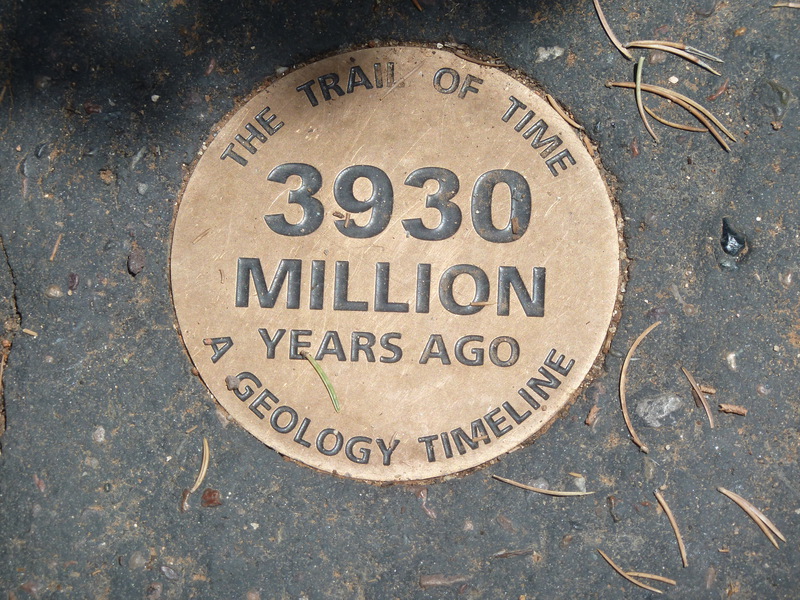 THE TRAIL OF TIME
3930
MILLION
YEARS AGO
A GEOLOGY TIMELINE